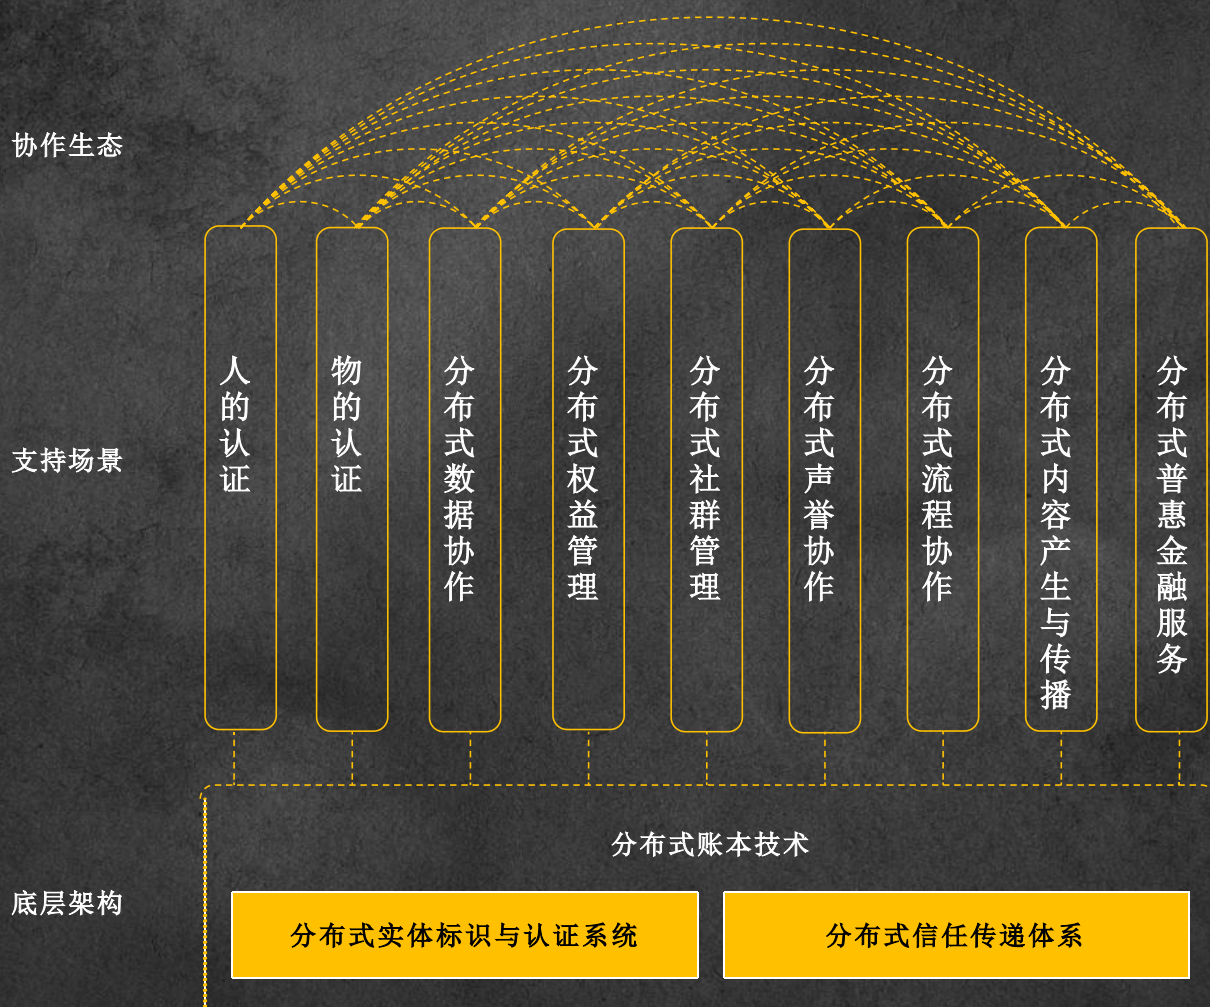 协作生态
支持场景
人的认证
物的认证
分布式数据协作
分布式权益管理
分布式社群管理
分布式声誉协作
分布式流程协作
分布式内容产生与传播
分布式普惠金融服务
底层架构
分布式账本技术
分布式实体标识与认证系统
分布式信任传递体系